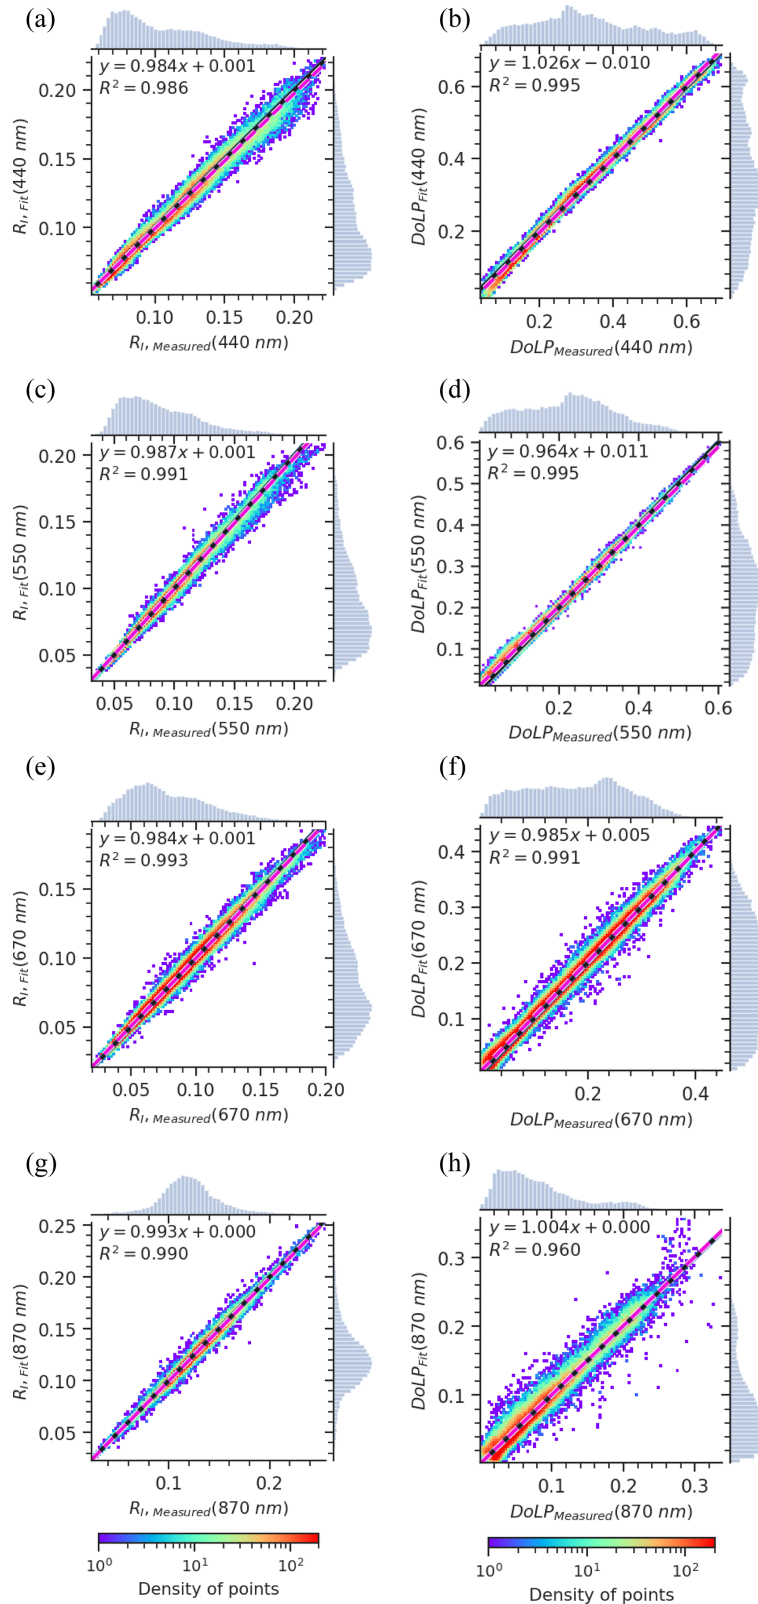 (a)
y = 0.984x + 0.001
R² = 0.986
0.20
0.15
0.10
R_I, Fit(440 nm)
0.10 0.15 0.20
R_I, Measured(440 nm)
(b)
y = 1.026x − 0.010
R² = 0.995
0.6
0.4
0.2
DoLP_Fit(440 nm)
0.2 0.4 0.6
DoLP_Measured(440 nm)
(c)
y = 0.987x + 0.001
R² = 0.991
0.20
0.15
0.10
0.05
R_I, Fit(550 nm)
0.05 0.10 0.15 0.20
R_I, Measured(550 nm)
(d)
y = 0.964x + 0.011
R² = 0.995
0.6
0.5
0.4
0.3
0.2
0.1
DoLP_Fit(550 nm)
0.2 0.4 0.6
DoLP_Measured(550 nm)
(e)
y = 0.984x + 0.001
R² = 0.993
0.15
0.10
0.05
R_I, Fit(670 nm)
0.05 0.10 0.15 0.20
R_I, Measured(670 nm)
(f)
y = 0.985x + 0.005
R² = 0.991
0.4
0.3
0.2
0.1
DoLP_Fit(670 nm)
0.2 0.4
DoLP_Measured(670 nm)
(g)
y = 0.993x + 0.000
R² = 0.990
0.25
0.20
0.15
0.10
0.05
R_I, Fit(870 nm)
0.1 0.2
R_I, Measured(870 nm)
(h)
y = 1.004x + 0.000
R² = 0.960
0.3
0.2
0.1
DoLP_Fit(870 nm)
0.1 0.2 0.3
DoLP_Measured(870 nm)
10⁰ 10¹ 10²
Density of points
10⁰ 10¹ 10²
Density of points